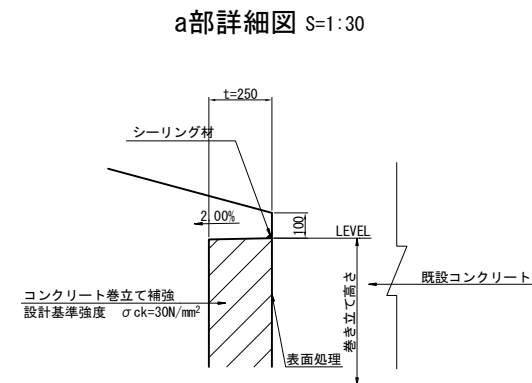 a部詳細図 S=1:30
t=250
シーリング材
2.00%
100
LEVEL
既設コンクリート
コンクリート巻立て補強
設計基準強度 σck=30N/mm²
巻き立て高さ
表面処理